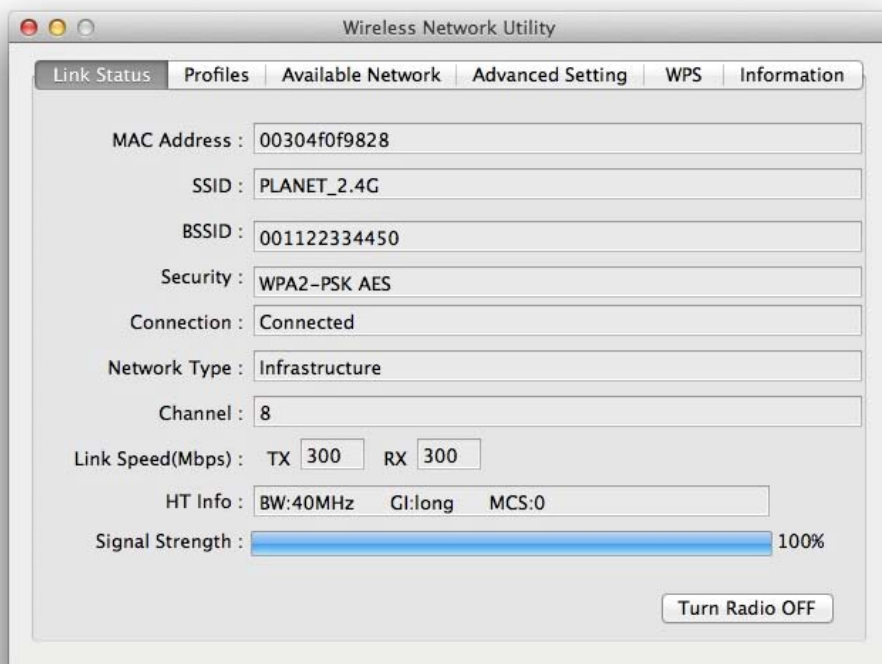 Wireless Network Utility
Link Status Profiles Available Network Advanced Setting WPS Information
MAC Address : 00304f0f9828
SSID : PLANET_2.4G
BSSID : 001122334450
Security : WPA2-PSK AES
Connection : Connected
Network Type : Infrastructure
Channel : 8
Link Speed(Mbps) : TX 300 RX 300
HT Info : BW:40MHz GI:long MCS:0
Signal Strength : 100%
Turn Radio OFF